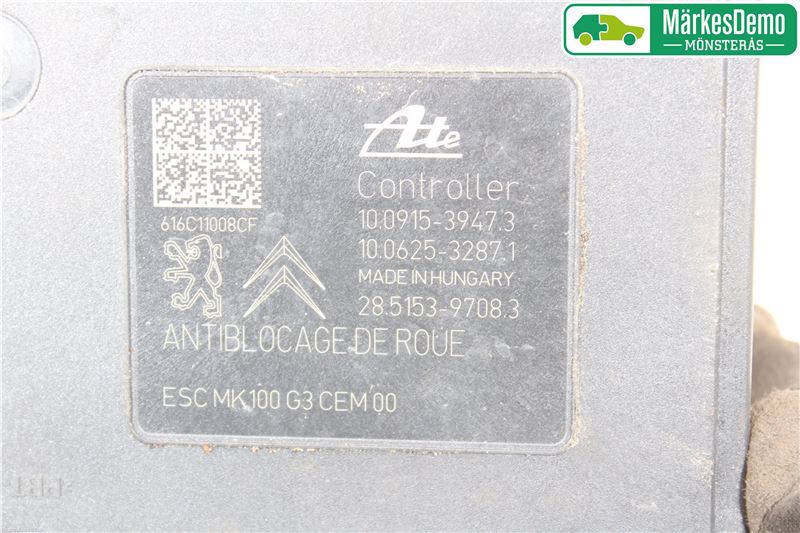 MärkesDemo
MÖNSTERÅS
Ate
Controller
616C11008CF
10.0915-3947.3
10.0625-3287.1
MADE IN HUNGARY
28.5153-9708.3
ANTIBLOCAGE DE ROUE
ESC MK100 G3 CEM 00